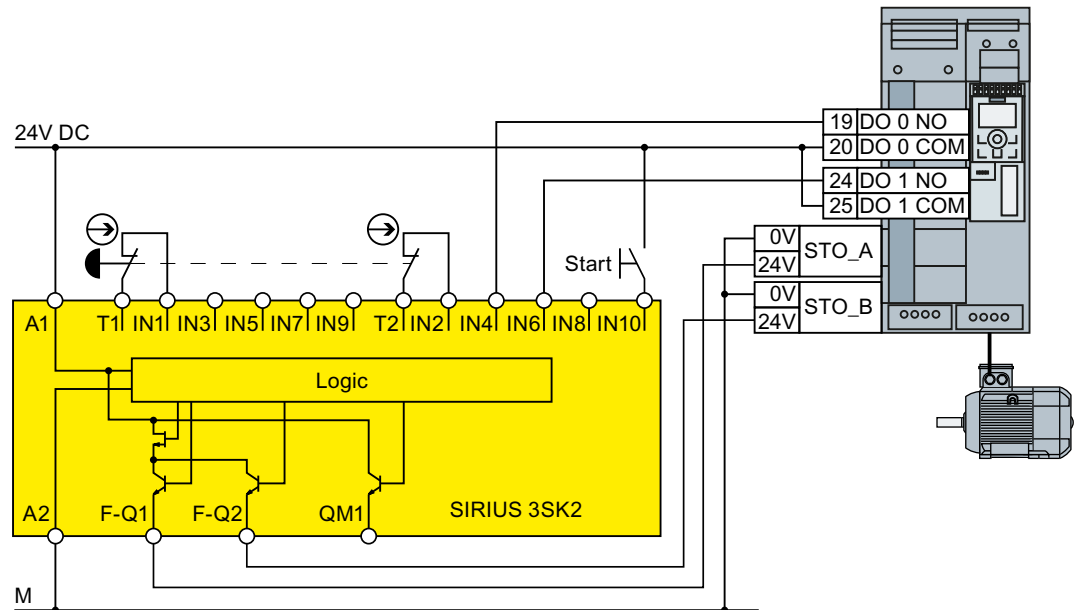 19 DO 0 NO
24V DC
20 DO 0 COM
24 DO 1 NO
25 DO 1 COM
0V
STO_A
24V
Start
0V
STO_B
24V
A1 T1 IN1 IN3 IN5 IN7 IN9 T2 IN2 IN4 IN6 IN8 IN10
Logic
A2 F-Q1 F-Q2 QM1 SIRIUS 3SK2
M